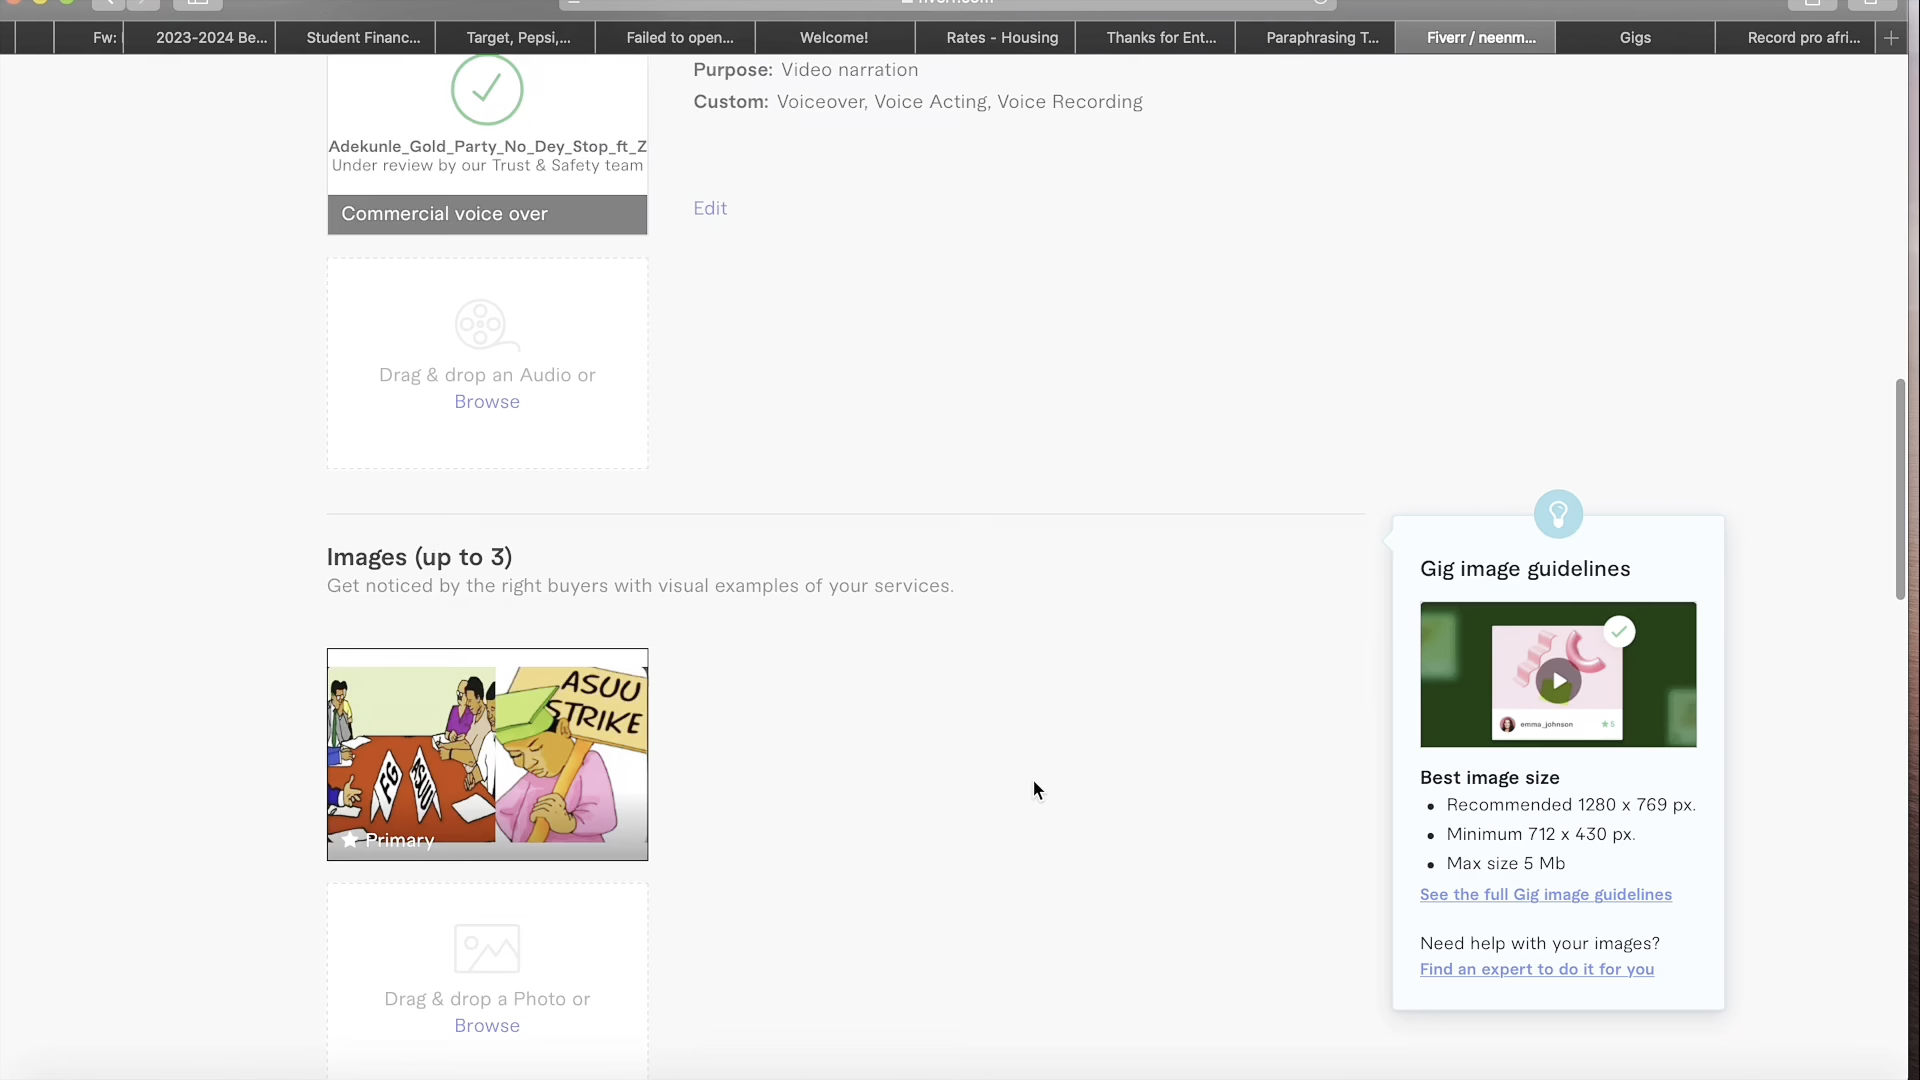 Fw:
2023-2024 Be...
Student Financ...
Target, Pepsi,...
Failed to open...
Welcome!
Rates - Housing
Thanks for Ent...
Paraphrasing T...
Fiverr / neenm...
Gigs
Record pro afri...
Purpose: Video narration
Custom: Voiceover, Voice Acting, Voice Recording
Adekunle_Gold_Party_No_Dey_Stop_ft_Z
Under review by our Trust & Safety team
Commercial voice over
Edit
Drag & drop an Audio or
Browse
Images (up to 3)
Get noticed by the right buyers with visual examples of your services.
ASUU
STRIKE
FG
ASUU
Primary
Drag & drop a Photo or
Browse
Gig image guidelines
emma_johnson
5
Best image size
• Recommended 1280 x 769 px.
• Minimum 712 x 430 px.
• Max size 5 Mb
See the full Gig image guidelines
Need help with your images?
Find an expert to do it for you